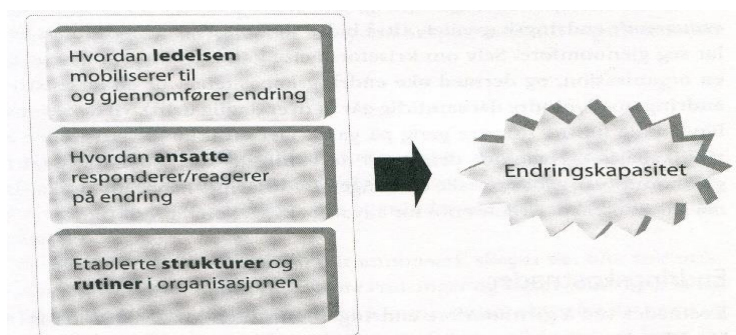 Hvordan ledelsen
mobiliserer til
og gjennomfører endring
Hvordan ansatte
responderer/reagerer
på endring
Endringskapasitet
Etablerte strukturer og
rutiner i organisasjonen